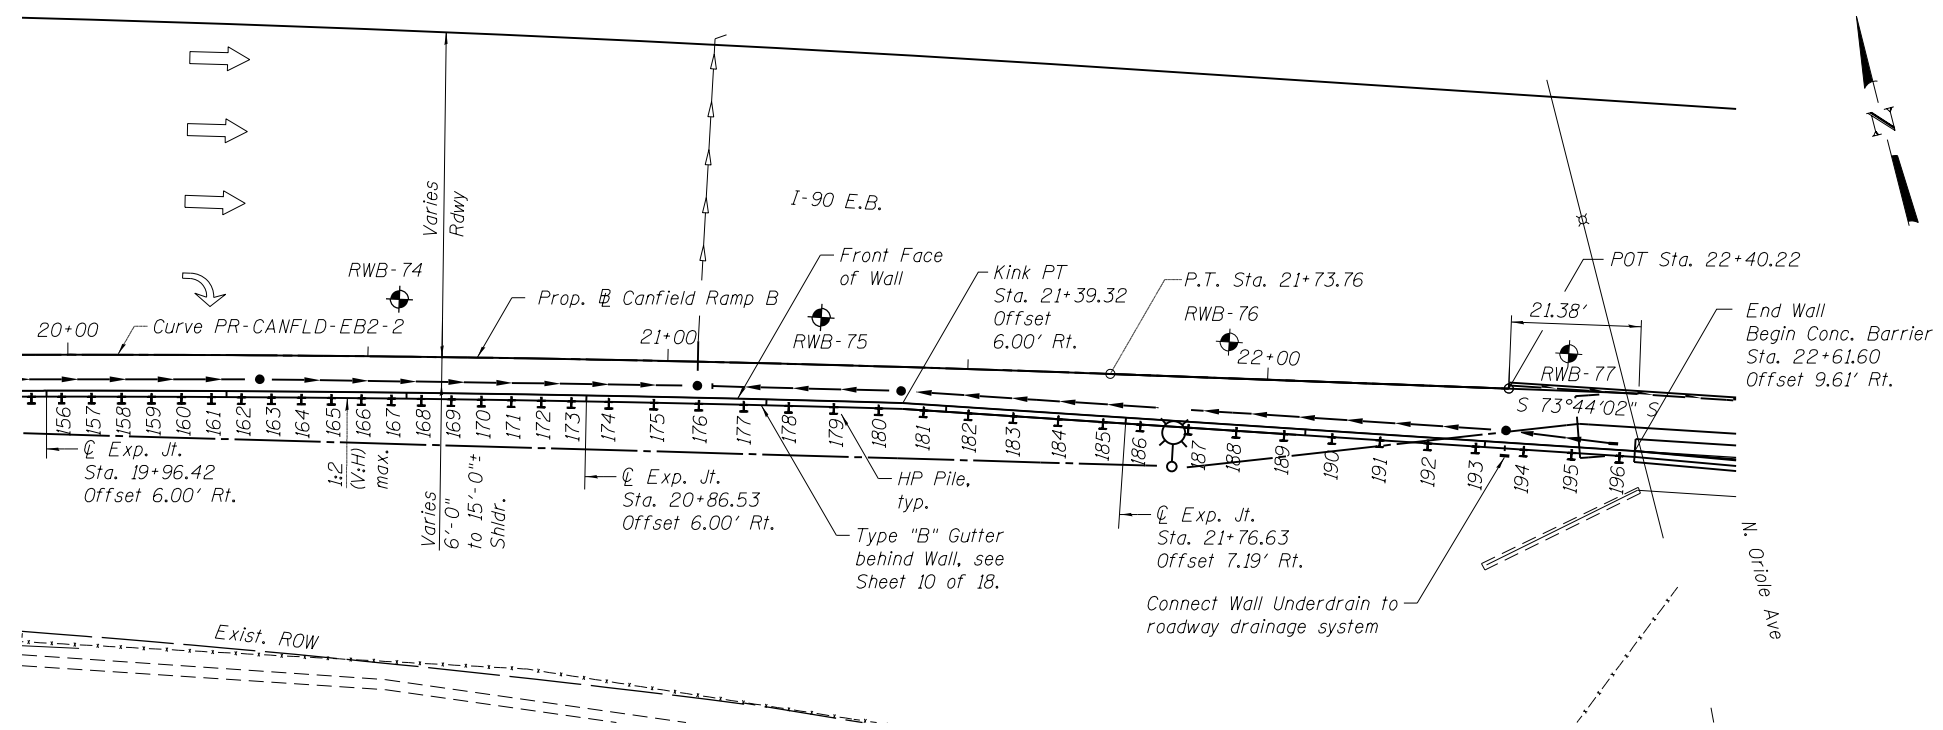 N
I-90 E.B.
Varies
Rdwy
RWB-74
Front Face
of Wall
Kink PT
Sta. 21+39.32
Offset
6.00' Rt.
P.T. Sta. 21+73.76
POT Sta. 22+40.22
21.38'
End Wall
Begin Conc. Barrier
Sta. 22+61.60
Offset 9.61' Rt.
Prop. ᗷ Canfield Ramp B
RWB-75
RWB-76
RWB-77
20+00
Curve PR-CANFLD-EB2-2
21+00
22+00
S 73°44'02" S
156 157 158 159 160 161 162 163 164 165 166 167 168 169 170 171 172 173 174 175 176 177 178 179 180 181 182 183 184 185 186 187 188 189 190 191 192 193 194 195 196
℄ Exp. Jt.
Sta. 19+96.42
Offset 6.00' Rt.
1:2
(V:H)
max.
Varies
6'-0"
to 15'-0"±
Shldr.
℄ Exp. Jt.
Sta. 20+86.53
Offset 6.00' Rt.
HP Pile,
typ.
Type "B" Gutter
behind Wall, see
Sheet 10 of 18.
℄ Exp. Jt.
Sta. 21+76.63
Offset 7.19' Rt.
Connect Wall Underdrain to
roadway drainage system
N. Oriole Ave
Exist. ROW